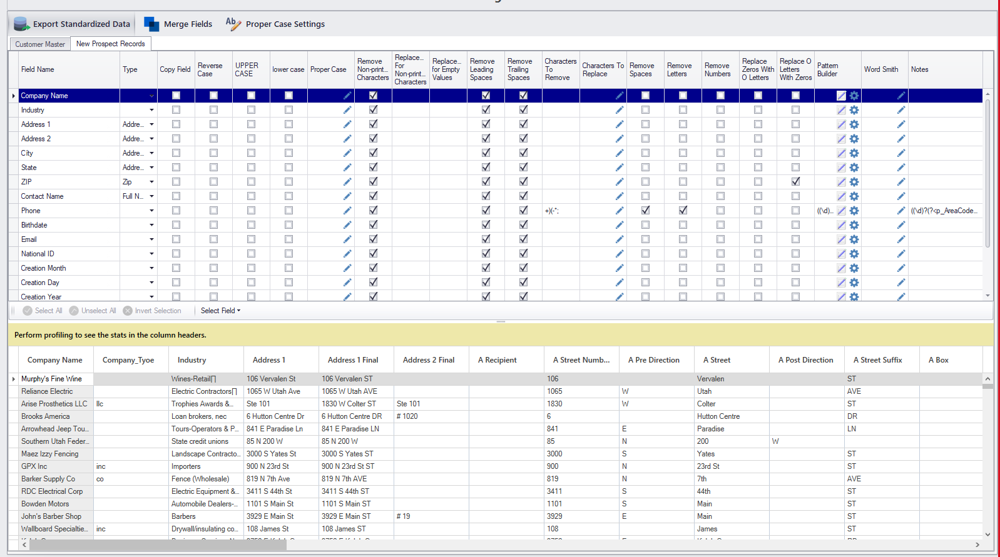 Export Standardized Data Merge Fields Proper Case Settings
Customer Master New Prospect Records
Field Name Type Copy Field Reverse Case UPPER CASE lower case Proper Case Remove Non-print... Characters Replace... For Non-print... Characters Replace... for Empty Values Remove Leading Spaces Remove Trailing Spaces Characters To Remove Characters To Replace Remove Spaces Remove Letters Remove Numbers Replace Zeros With O Letters Replace O Letters With Zeros Pattern Builder Word Smith Notes
Company Name
Industry
Address 1 Addre...
Address 2 Addre...
City Addre...
State Addre...
ZIP Zip
Contact Name Full N...
Phone +)(-*; ((\d)... ((\d)?(?<p_AreaCode...
Birthdate
Email
National ID
Creation Month
Creation Day
Creation Year
Select All Unselect All Invert Selection Select Field
Perform profiling to see the stats in the column headers.
Company Name Company_Tyoe Industry Address 1 Address 1 Final Address 2 Final A Recipient A Street Numb... A Pre Direction A Street A Post Direction A Street Suffix A Box
Murphy's Fine Wine Wines-Retail∏ 106 Vervalen St 106 Vervalen ST 106 Vervalen ST
Reliance Electric Electric Contractors∏ 1065 W Utah Ave 1065 W Utah AVE 1065 W Utah AVE
Arise Prosthetics LLC llc Trophies Awards &... Ste 101 1830 W Colter ST Ste 101 1830 W Colter ST
Brooks America Loan brokers, nec 6 Hutton Centre Dr 6 Hutton Centre DR # 1020 6 Hutton Centre DR
Arrowhead Jeep Tou... Tours-Operators & P... 841 E Paradise Ln 841 E Paradise LN 841 E Paradise LN
Southern Utah Feder... State credit unions 85 N 200 W 85 N 200 W 85 N 200 W
Maez Izzy Fencing Landscape Contracto... 3000 S Yates St 3000 S Yates ST 3000 S Yates ST
GPX Inc inc Importers 900 N 23rd St 900 N 23rd St ST 900 N 23rd St ST
Barker Supply Co co Fence (Wholesale) 819 N 7th Ave 819 N 7th AVE 819 N 7th AVE
RDC Electrical Corp Electric Equipment &... 3411 S 44th St 3411 S 44th ST 3411 S 44th ST
Bowden Motors Automobile Dealers-... 1101 S Main St 1101 S Main ST 1101 S Main ST
John's Barber Shop Barbers 3929 E Main St 3929 E Main ST # 19 3929 E Main ST
Wallboard Specialtie... inc Drywall/insulating co... 108 James St 108 James ST 108 James ST